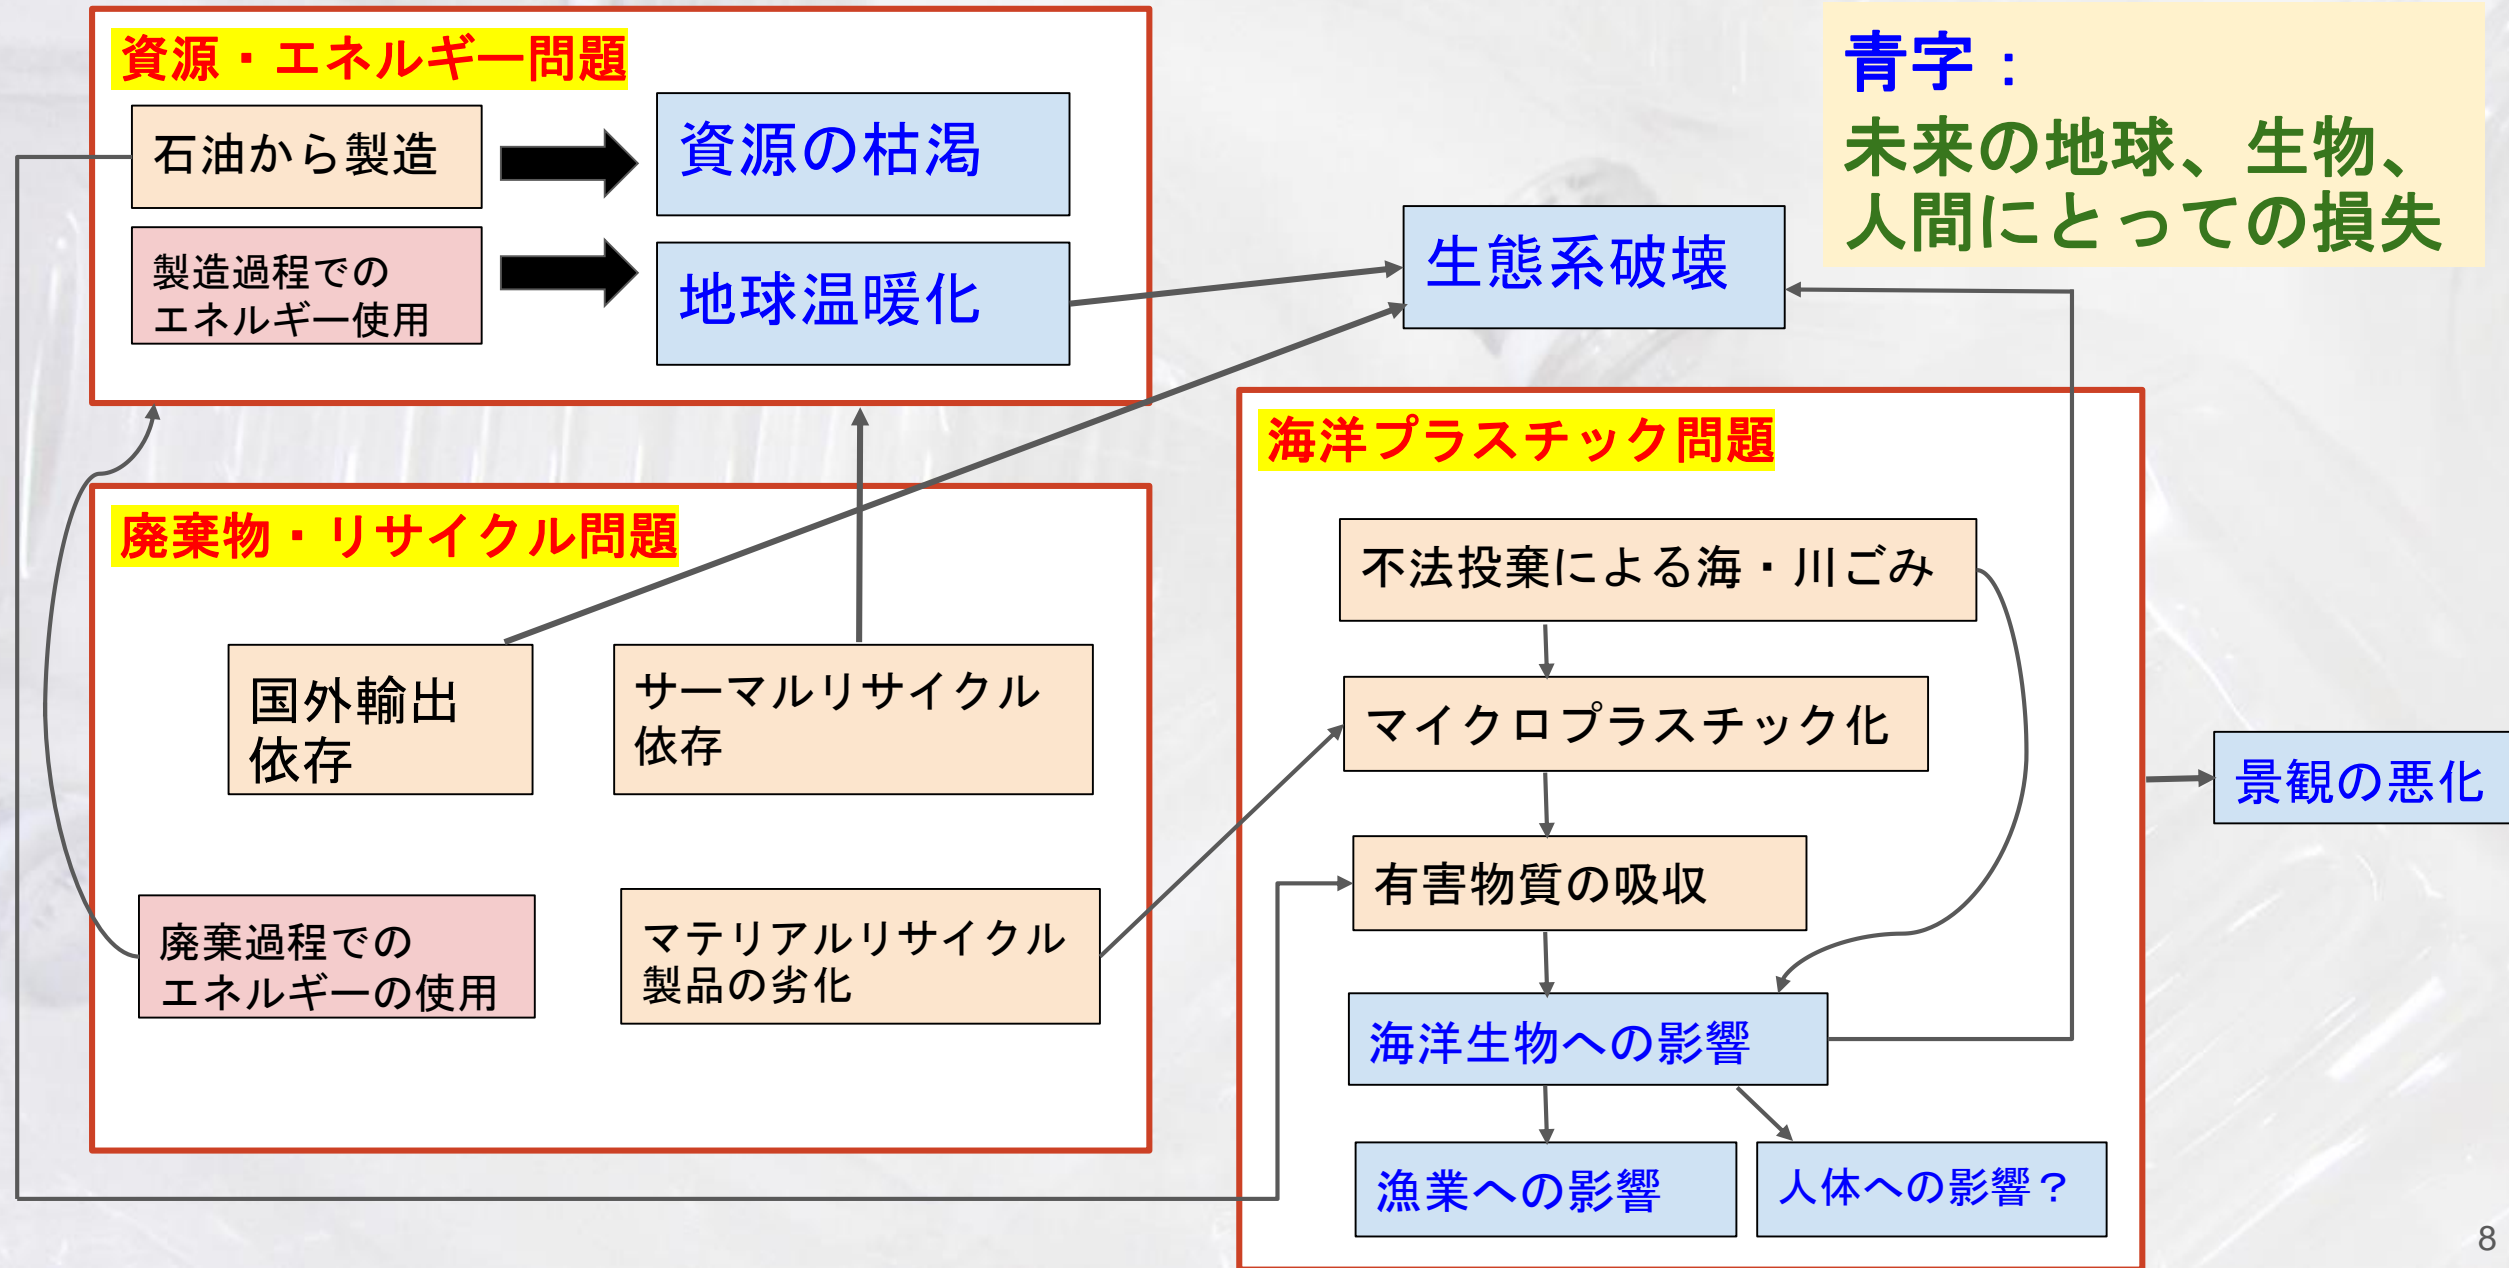 資源・エネルギー問題
石油から製造
資源の枯渇
製造過程での
エネルギー使用
地球温暖化
生態系破壊
青字：
未来の地球、生物、
人間にとっての損失
廃棄物・リサイクル問題
国外輸出
依存
サーマルリサイクル
依存
廃棄過程での
エネルギーの使用
マテリアルリサイクル
製品の劣化
海洋プラスチック問題
不法投棄による海・川ごみ
マイクロプラスチック化
有害物質の吸収
海洋生物への影響
漁業への影響
人体への影響？
景観の悪化
8